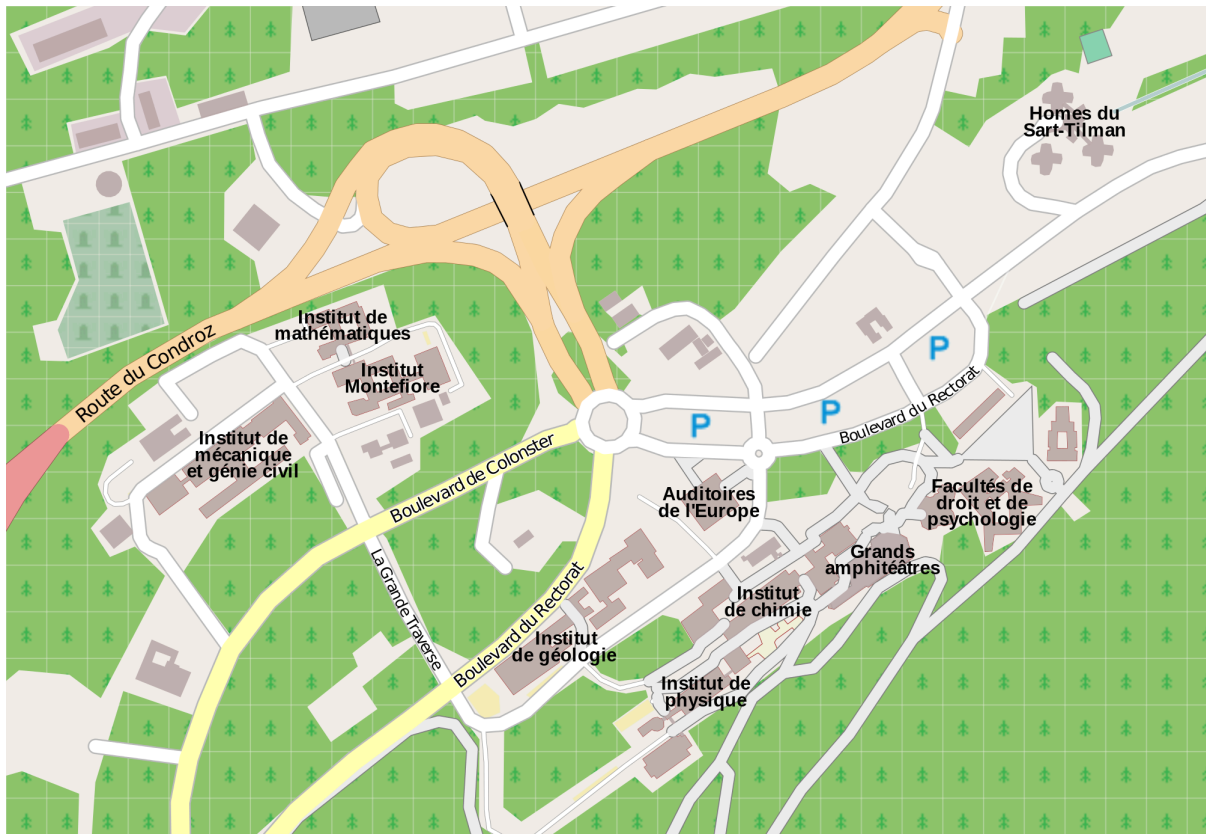 Homes du
Sart-Tilman
Institut de
mathématiques
Route du Condroz
Institut
Montefiore
P
P
P
Boulevard du Rectorat
Institut de
mécanique
et génie civil
Boulevard de Colonster
Auditoires
de l'Europe
Facultés de
droit et de
psychologie
Grands
amphitéâtres
La Grande Traverse
Institut
de chimie
Boulevard du Rectorat
Institut
de géologie
Institut de
physique